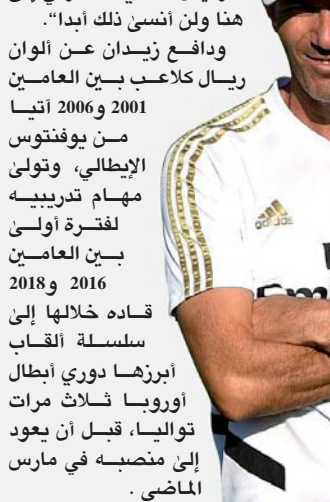 هنا ولن أنسىٰ ذلك أبدا“.
ودافع زيدان عن ألوان
ريال كلاعب بين العامين
2001 و2006 آتيا
من يوفنتوس
الإيطالي، وتولىٰ
مهام تدريبيه
لفترة أولىٰ
بين العامين
2016 و2018
قاده خلالها إلىٰ
سلسلة ألقاب
أبرزها دوري أبطال
أوروبا ثلاث مرات
تواليا، قبل أن يعود
إلىٰ منصبه في مارس
الماضي .
adidas